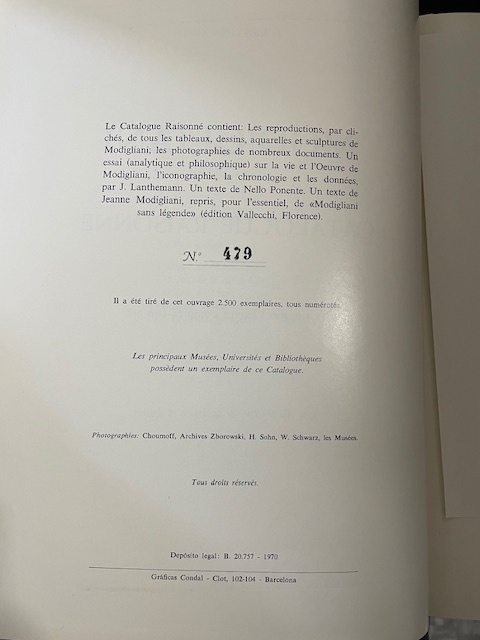 Le Catalogue Raisonné contient: Les reproductions, par cli-
chés, de tous les tableaux, dessins, aquarelles et sculptures de
Modigliani; les photographies de nombreux documents. Un
essai (analytique et philosophique) sur la vie et l'Oeuvre de
Modigliani, l'iconographie, la chronologie et les données,
par J. Lanthemann. Un texte de Nello Ponente. Un texte de
Jeanne Modigliani, repris, pour l'essentiel, de «Modigliani
sans légende» (édition Vallecchi, Florence).
N.º 479
Il a été tiré de cet ouvrage 2.500 exemplaires, tous numérotés.
Les principaux Musées, Universités et Bibliothèques
possèdent un exemplaire de ce Catalogue.
Photographies: Choumoff, Archives Zborowski, H. Sohn, W. Schwarz, les Musées.
Tous droits réservés.
Depósito legal: B. 20.757 - 1970
Gráficas Condal - Clot, 102-104 - Barcelona